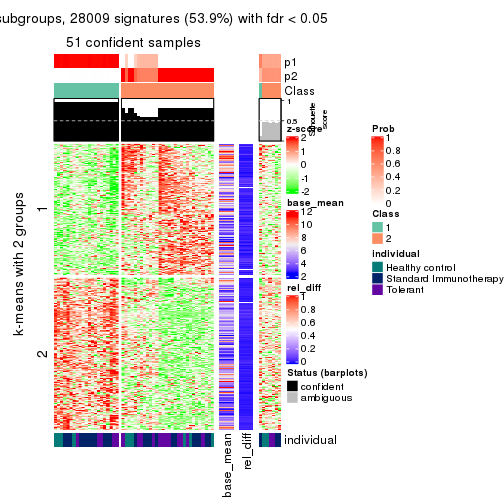 subgroups, 28009 signatures (53.9%) with fdr < 0.05
51 confident samples
p1
p2
Class
1
0.5
0
Silhouette
score
k-means with 2 groups
1
2
z-score
2
1
0
-1
-2
base_mean
12
10
8
6
4
2
rel_diff
1
0.8
0.6
0.4
0.2
0
Status (barplots)
confident
ambiguous
Prob
1
0.8
0.6
0.4
0.2
0
Class
1
2
individual
Healthy control
Standard Immunotherapy
Tolerant
individual
base_mean
rel_diff